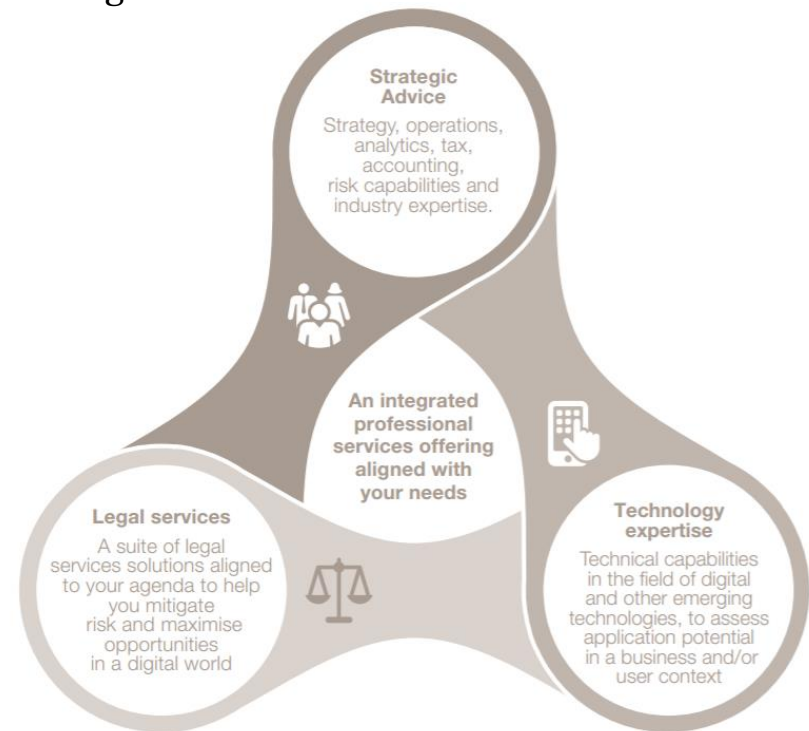 Strategic
Advice
Strategy, operations,
analytics, tax,
accounting,
risk capabilities and
industry expertise.
An integrated
professional
services offering
aligned with
your needs
Legal services
A suite of legal
services solutions aligned
to your agenda to help
you mitigate
risk and maximise
opportunities
in a digital world
Technology
expertise
Technical capabilities
in the field of digital
and other emerging
technologies, to assess
application potential
in a business and/or
user context